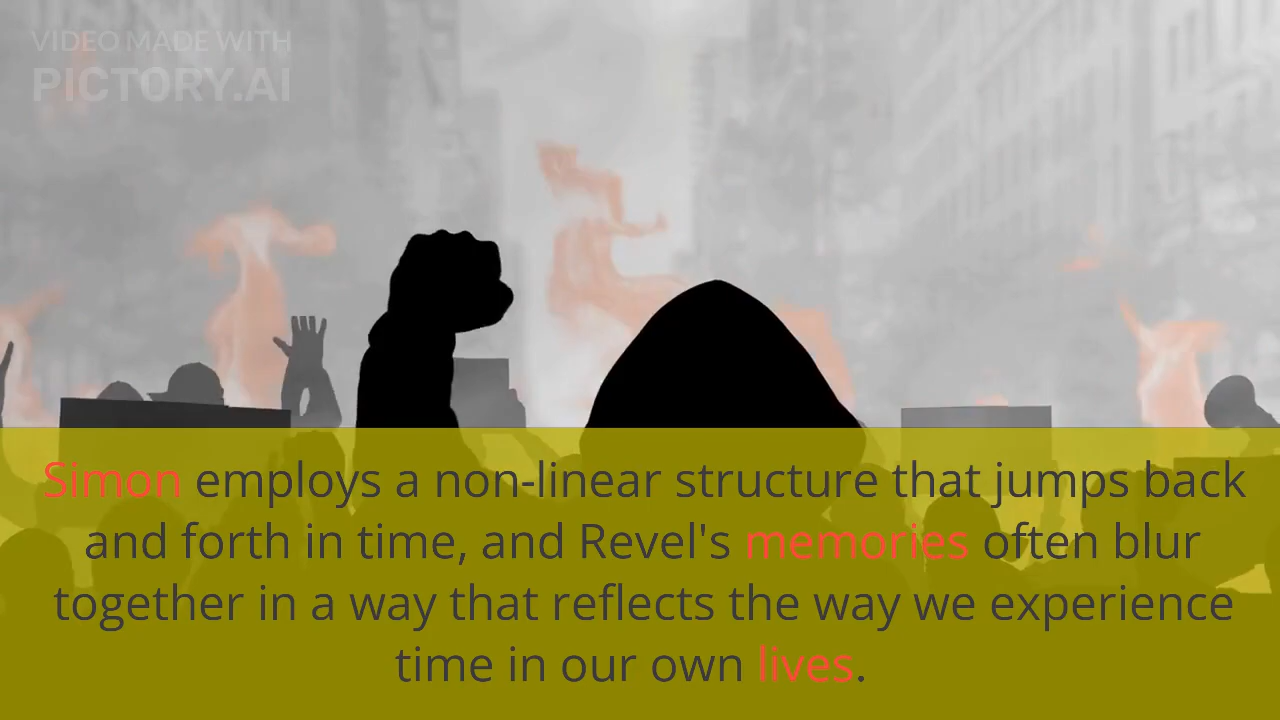 VIDEO MADE WITH
PICTORY.AI
Simon employs a non-linear structure that jumps back
and forth in time, and Revel's memories often blur
together in a way that reflects the way we experience
time in our own lives.